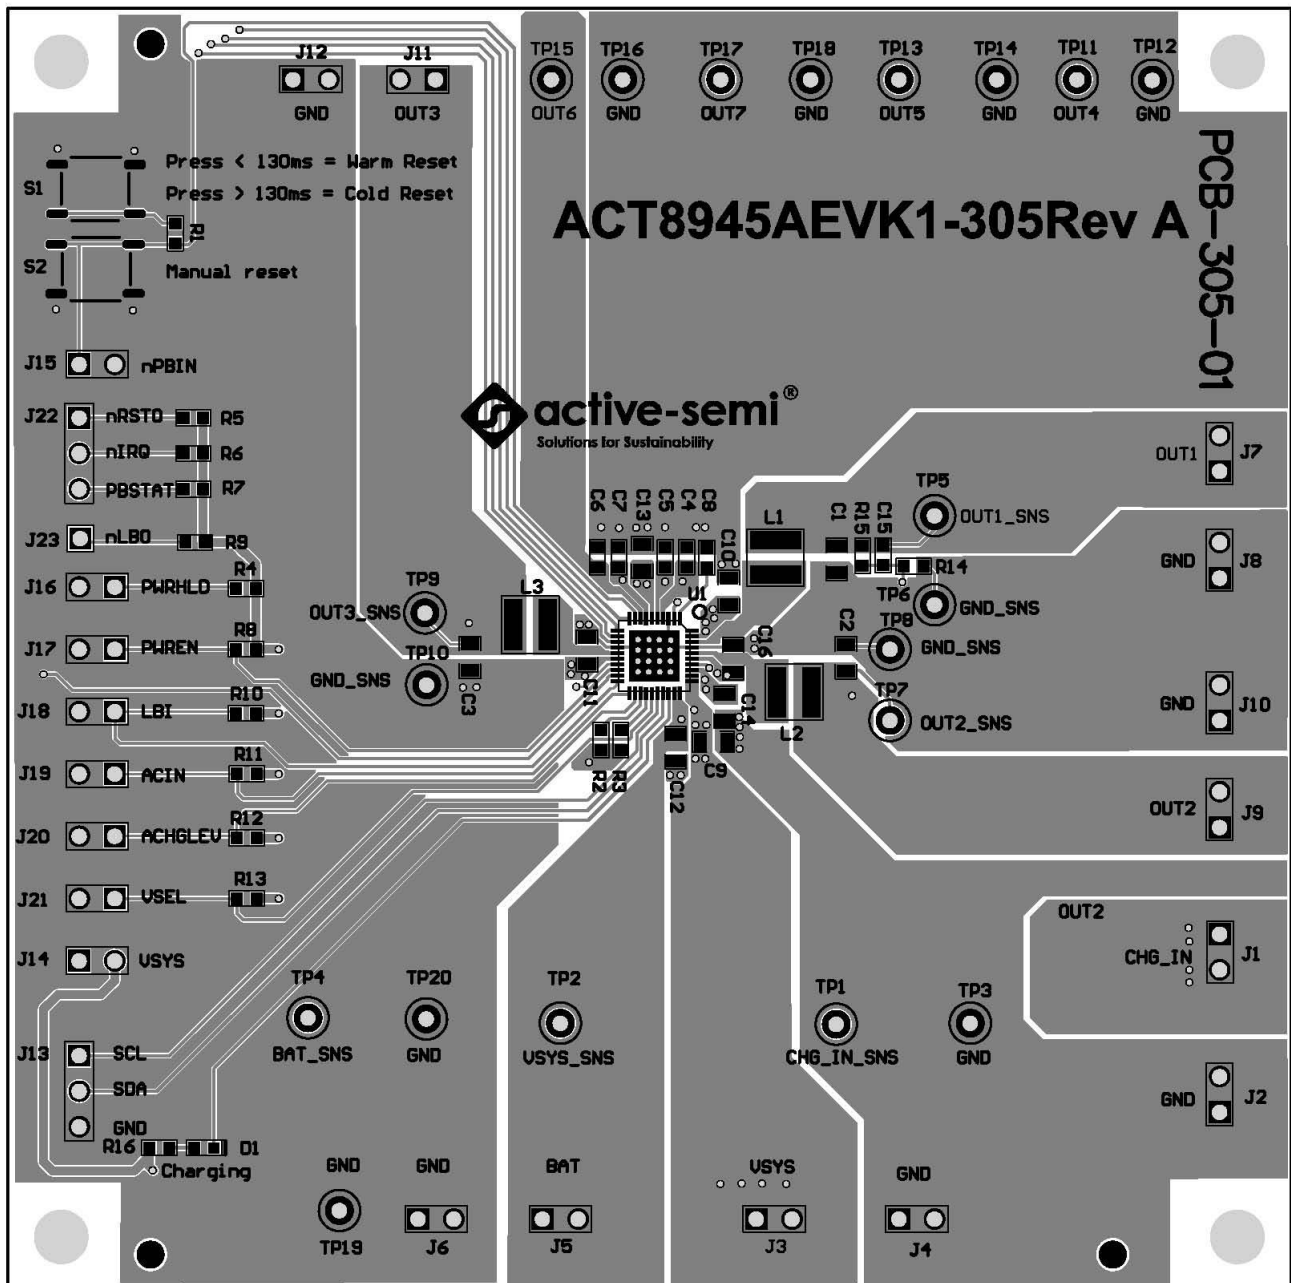 J12
J11
TP15
TP16
TP17
TP18
TP13
TP14
TP11
TP12
GND
OUT3
OUT6
GND
OUT7
GND
OUT5
GND
OUT4
GND
S1
Press < 130ms = Warm Reset
Press > 130ms = Cold Reset
R1
ACT8945AEVK1-305Rev A
PCB-305-01
S2
Manual reset
J15
nPBIN
J22
nRSTO
R5
nIRQ
R6
PBSTAT
R7
active-semi®
Solutions for Sustainability
OUT1
J7
TP5
OUT1_SNS
C6
C7
C13
C5
C4
C8
C10
L1
C1
R15
C15
J23
nLBO
R9
R14
GND
J8
J16
PWRHLD
R4
TP9
L3
U1
TP6
OUT3_SNS
GND_SNS
J17
PWREN
R8
TP10
C16
C2
TP8
GND_SNS
GND_SNS
J18
LBI
R10
C3
C11
TP7
GND
J10
C14
L2
OUT2_SNS
J19
ACIN
R11
R2
R3
C12
C9
OUT2
J9
J20
ACHGLEV
R12
J21
VSEL
R13
OUT2
J14
VSYS
CHG_IN
J1
TP4
TP20
TP2
TP1
TP3
J13
SCL
BAT_SNS
GND
VSYS_SNS
CHG_IN_SNS
GND
SDA
GND
J2
GND
R16
D1
Charging
GND
GND
BAT
VSYS
GND
TP19
J6
J5
J3
J4